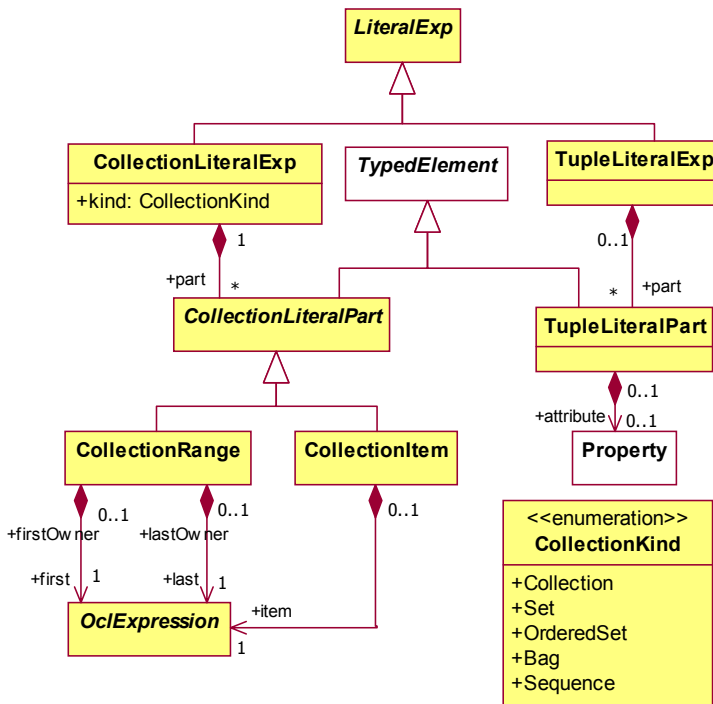 LiteralExp
CollectionLiteralExp
+kind: CollectionKind
TypedElement
TupleLiteralExp
1
0..1
+part
*
*
+part
CollectionLiteralPart
TupleLiteralPart
0..1
+attribute
0..1
CollectionRange
CollectionItem
Property
0..1
0..1
0..1
+firstOwner
+lastOwner
+first
1
+last
1
OclExpression
+item
1
<<enumeration>>
CollectionKind
+Collection
+Set
+OrderedSet
+Bag
+Sequence